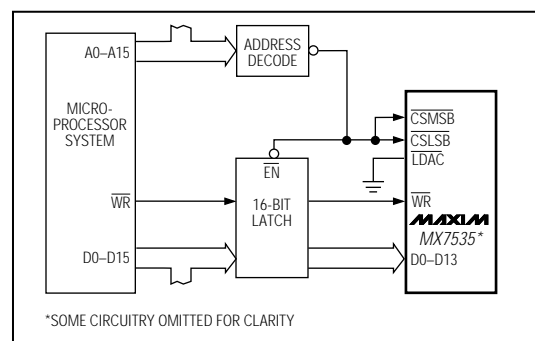 A0–A15
ADDRESS
DECODE
MICRO-
PROCESSOR
SYSTEM
CSMSB
CSLSB
LDAC
EN
WR
16-BIT
LATCH
WR
MAXIM
MX7535*
D0–D15
D0–D13
*SOME CIRCUITRY OMITTED FOR CLARITY